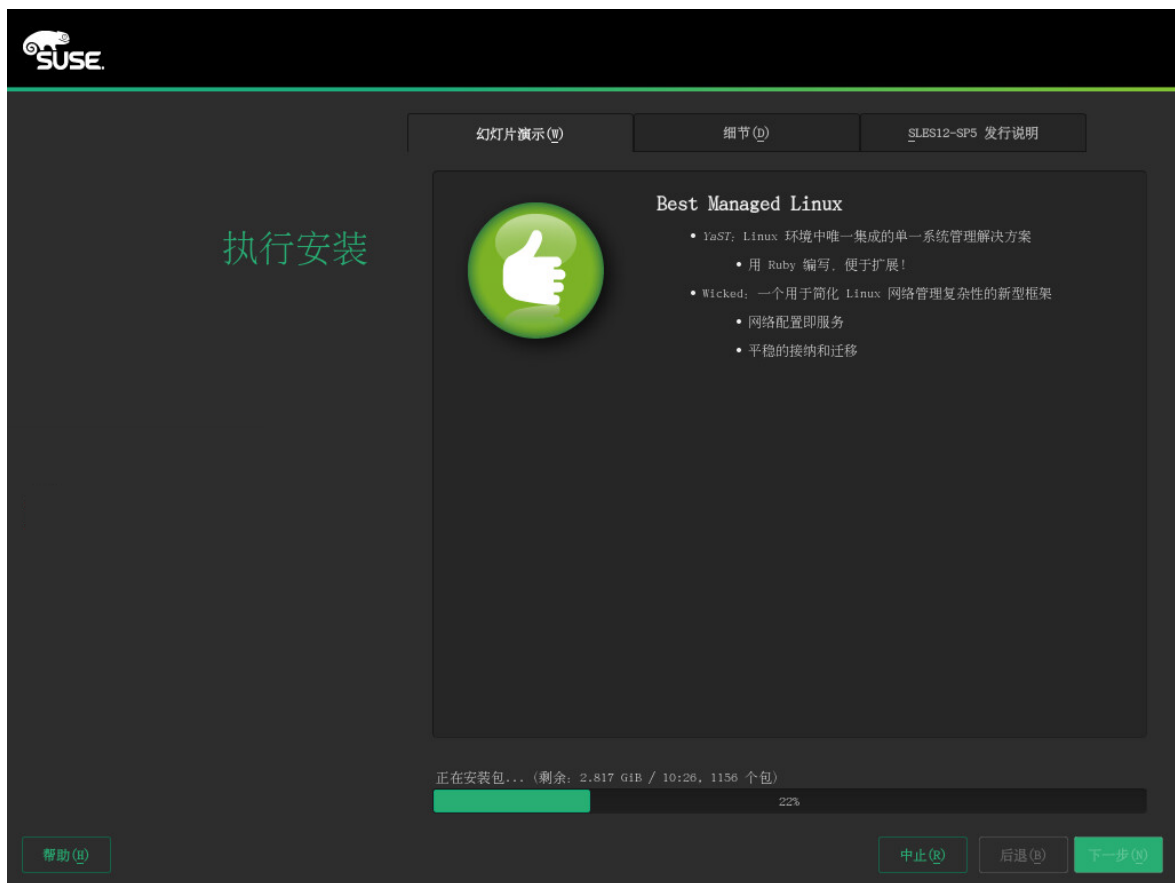 SUSE.
幻灯片演示(W)
细节(D)
SLES12-SP5 发行说明
执行安装
Best Managed Linux
• YaST: Linux 环境中唯一集成的单一系统管理解决方案
• 用 Ruby 编写，便于扩展!
• Wicked: 一个用于简化 Linux 网络管理复杂性的新型框架
• 网络配置即服务
• 平稳的接纳和迁移
正在安装包... (剩余: 2.817 GiB / 10:26, 1156 个包)
22%
帮助(H)
中止(R)
后退(B)
下一步(N)